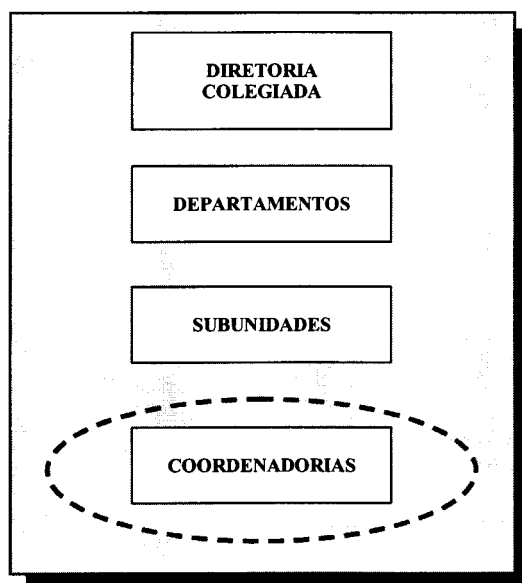 DIRETORIA
COLEGIADA
DEPARTAMENTOS
SUBUNIDADES
COORDENADORIAS